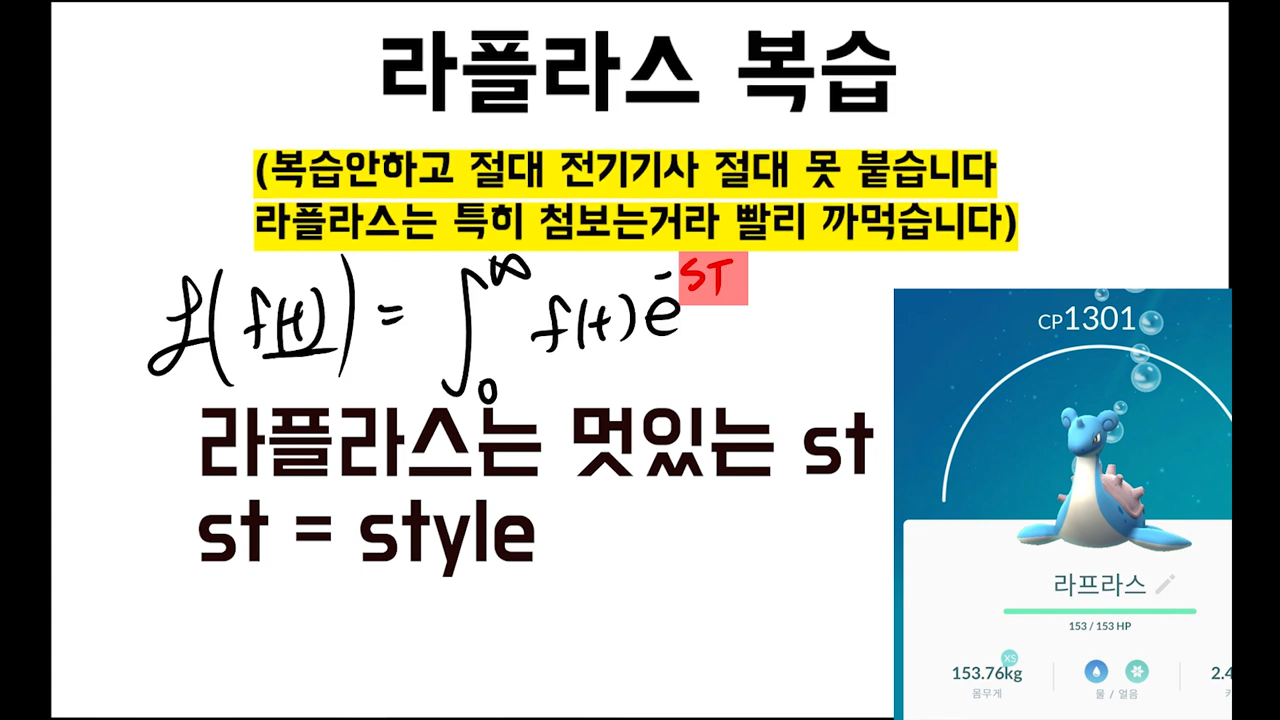 라플라스 복습
(복습안하고 절대 전기기사 절대 못 붙습니다
라플라스는 특히 첨보는거라 빨리 까먹습니다)
ℒ(f(t)) = ∫₀^∞ f(t) e^-ST
라플라스는 멋있는 st
st = style
CP1301
라프라스
153 / 153 HP
XS
153.76kg
2.4
몸무게
물 / 얼음